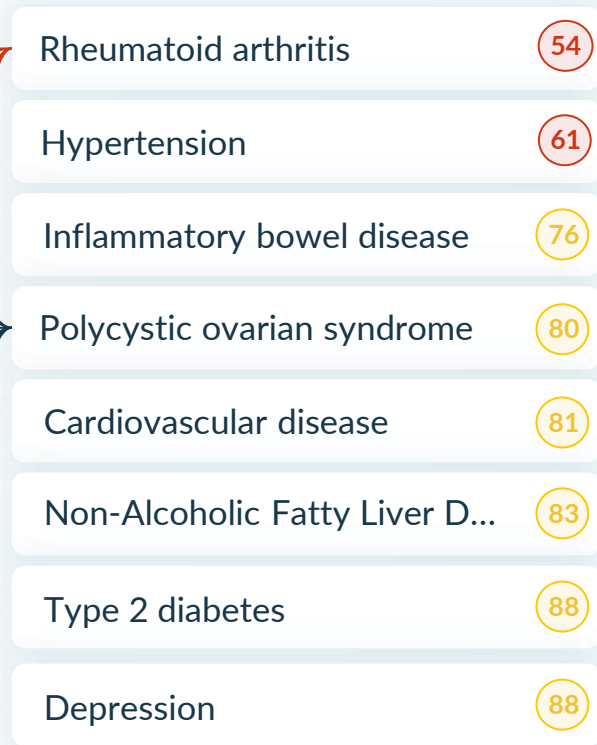 Rheumatoid arthritis 54
Hypertension 61
Inflammatory bowel disease 76
Polycystic ovarian syndrome 80
Cardiovascular disease 81
Non-Alcoholic Fatty Liver D... 83
Type 2 diabetes 88
Depression 88